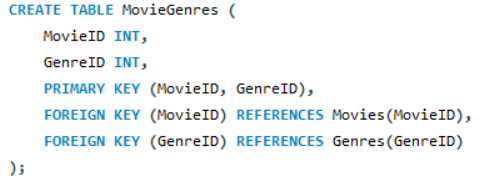 CREATE TABLE MovieGenres (
    MovieID INT,
    GenreID INT,
    PRIMARY KEY (MovieID, GenreID),
    FOREIGN KEY (MovieID) REFERENCES Movies(MovieID),
    FOREIGN KEY (GenreID) REFERENCES Genres(GenreID)
);